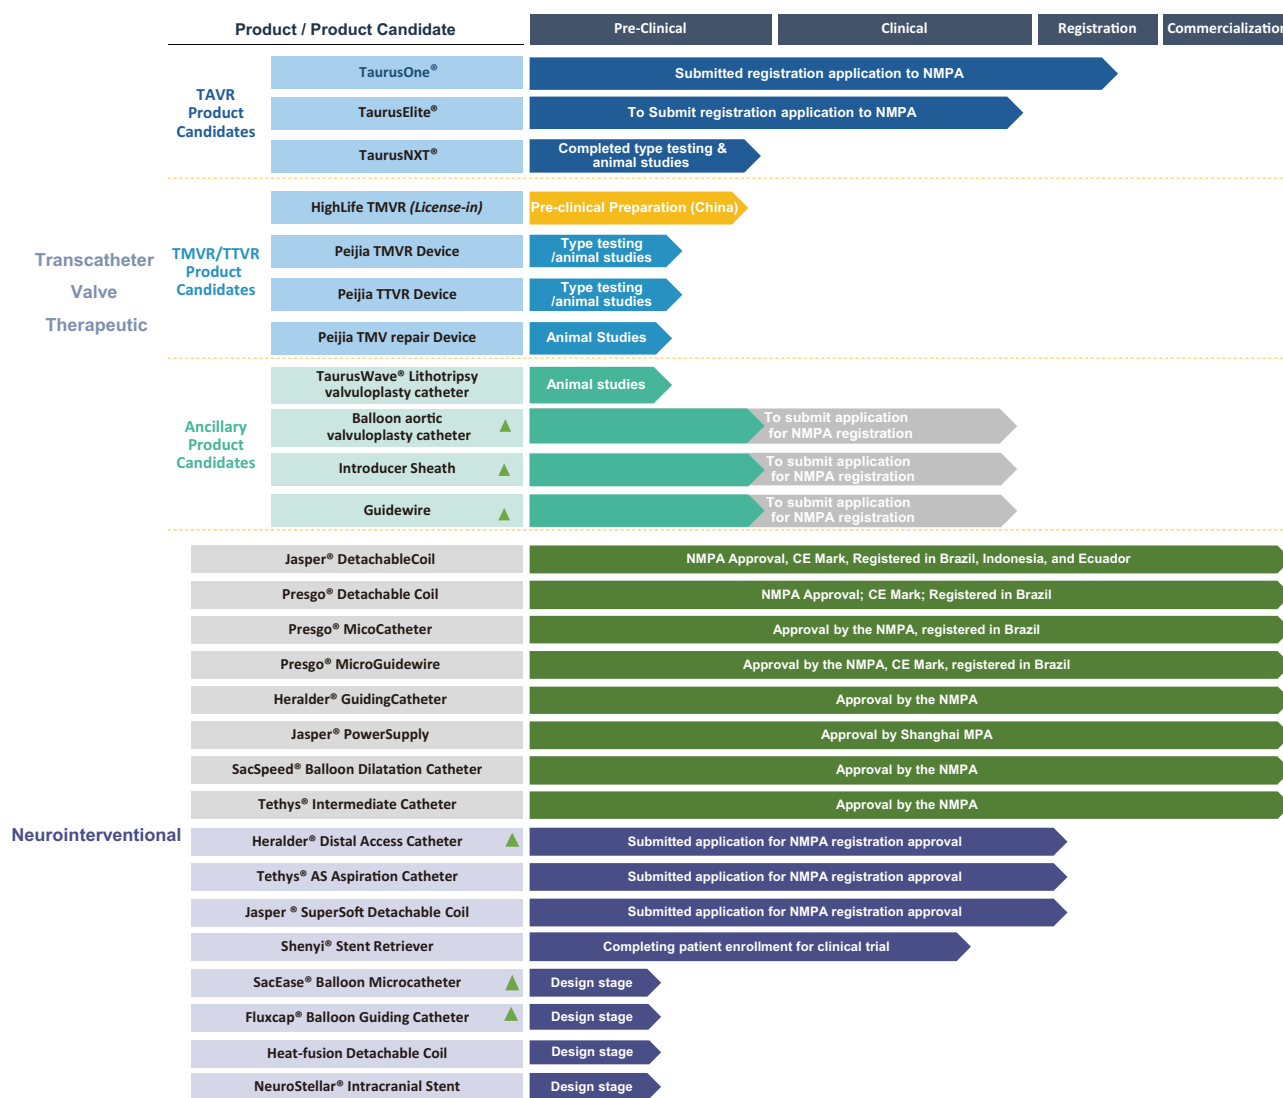 Product / Product Candidate
Pre-Clinical
Clinical
Registration
Commercialization
Transcatheter
Valve
Therapeutic
TAVR
Product
Candidates
TaurusOne®
Submitted registration application to NMPA
TaurusElite®
To Submit registration application to NMPA
TaurusNXT®
Completed type testing &
animal studies
TMVR/TTVR
Product
Candidates
HighLife TMVR (License-in)
Pre-clinical Preparation (China)
Peijia TMVR Device
Type testing
/animal studies
Peijia TTVR Device
Type testing
/animal studies
Peijia TMV repair Device
Animal Studies
Ancillary
Product
Candidates
TaurusWave® Lithotripsy
valvuloplasty catheter
Animal studies
Balloon aortic
valvuloplasty catheter
To submit application
for NMPA registration
Introducer Sheath
To submit application
for NMPA registration
Guidewire
To submit application
for NMPA registration
Neurointerventional
Jasper® DetachableCoil
NMPA Approval, CE Mark, Registered in Brazil, Indonesia, and Ecuador
Presgo® Detachable Coil
NMPA Approval; CE Mark; Registered in Brazil
Presgo® MicoCatheter
Approval by the NMPA, registered in Brazil
Presgo® MicroGuidewire
Approval by the NMPA, CE Mark, registered in Brazil
Heralder® GuidingCatheter
Approval by the NMPA
Jasper® PowerSupply
Approval by Shanghai MPA
SacSpeed® Balloon Dilatation Catheter
Approval by the NMPA
Tethys® Intermediate Catheter
Approval by the NMPA
Heralder® Distal Access Catheter
Submitted application for NMPA registration approval
Tethys® AS Aspiration Catheter
Submitted application for NMPA registration approval
Jasper ® SuperSoft Detachable Coil
Submitted application for NMPA registration approval
Shenyi® Stent Retriever
Completing patient enrollment for clinical trial
SacEase® Balloon Microcatheter
Design stage
Fluxcap® Balloon Guiding Catheter
Design stage
Heat-fusion Detachable Coil
Design stage
NeuroStellar® Intracranial Stent
Design stage